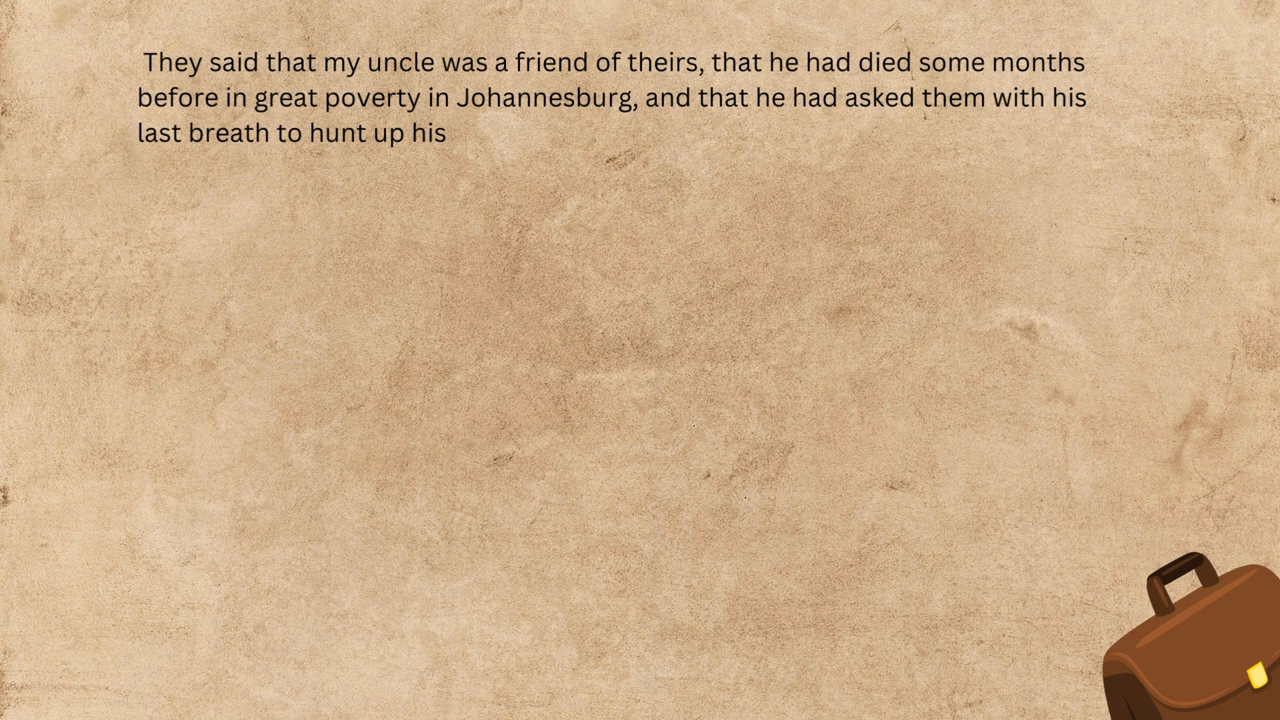 They said that my uncle was a friend of theirs, that he had died some months
before in great poverty in Johannesburg, and that he had asked them with his
last breath to hunt up his